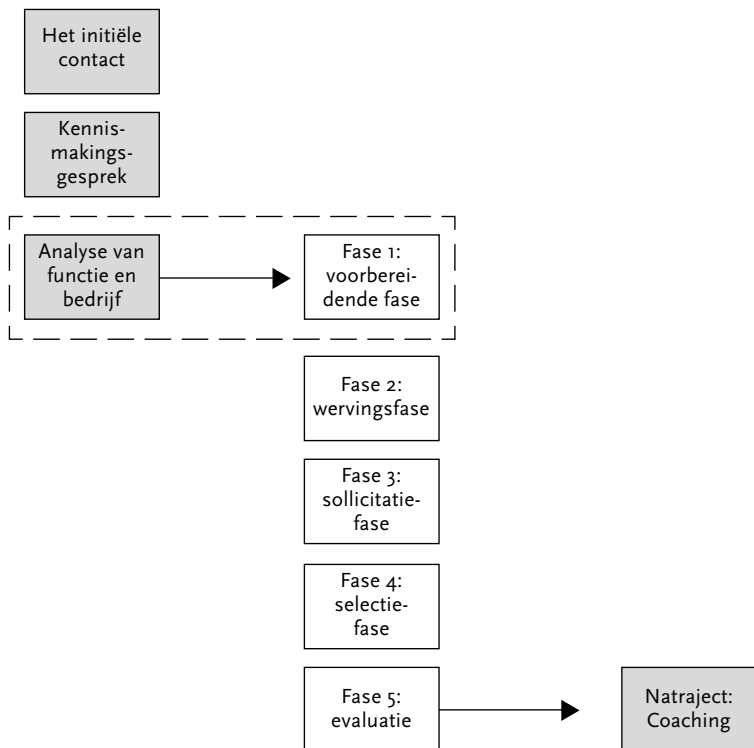 Het initiële
contact
Kennis-
makings-
gesprek
Analyse van
functie en
bedrijf
Fase 1:
voorberei-
dende fase
Fase 2:
wervingsfase
Fase 3:
sollicitatie-
fase
Fase 4:
selectie-
fase
Fase 5:
evaluatie
Natraject:
Coaching